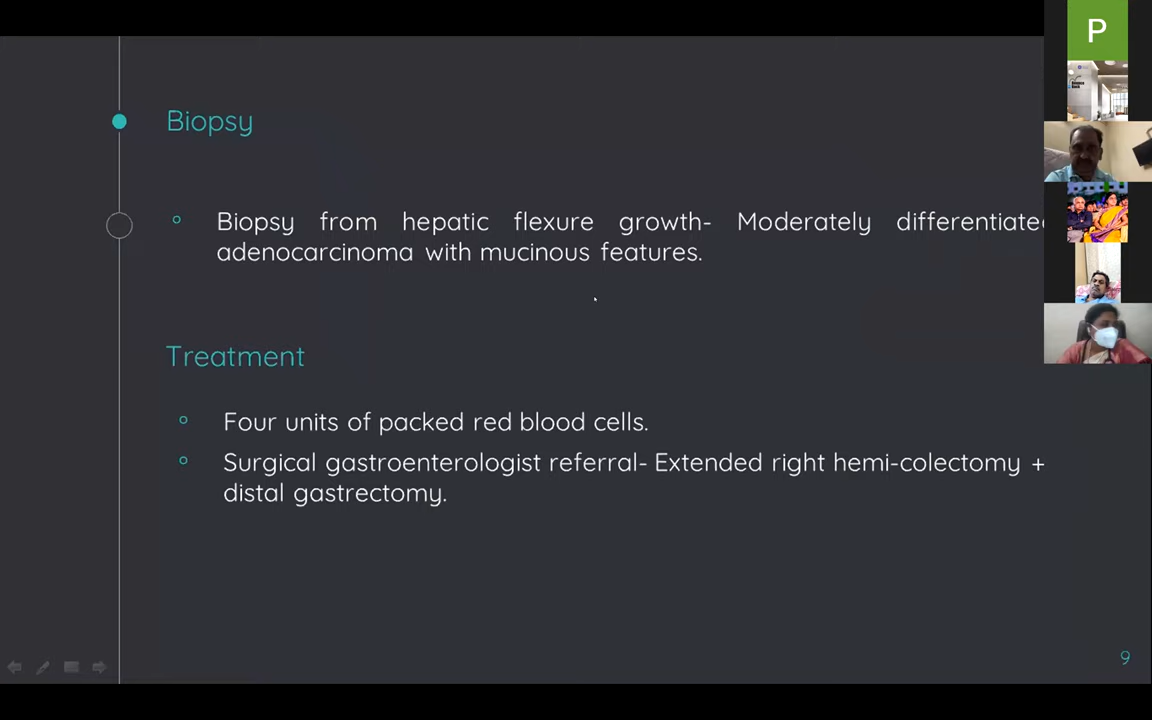 P
Biopsy
Biopsy from hepatic flexure growth- Moderately differentiated
adenocarcinoma with mucinous features.
Treatment
Four units of packed red blood cells.
Surgical gastroenterologist referral- Extended right hemi-colectomy +
distal gastrectomy.
9